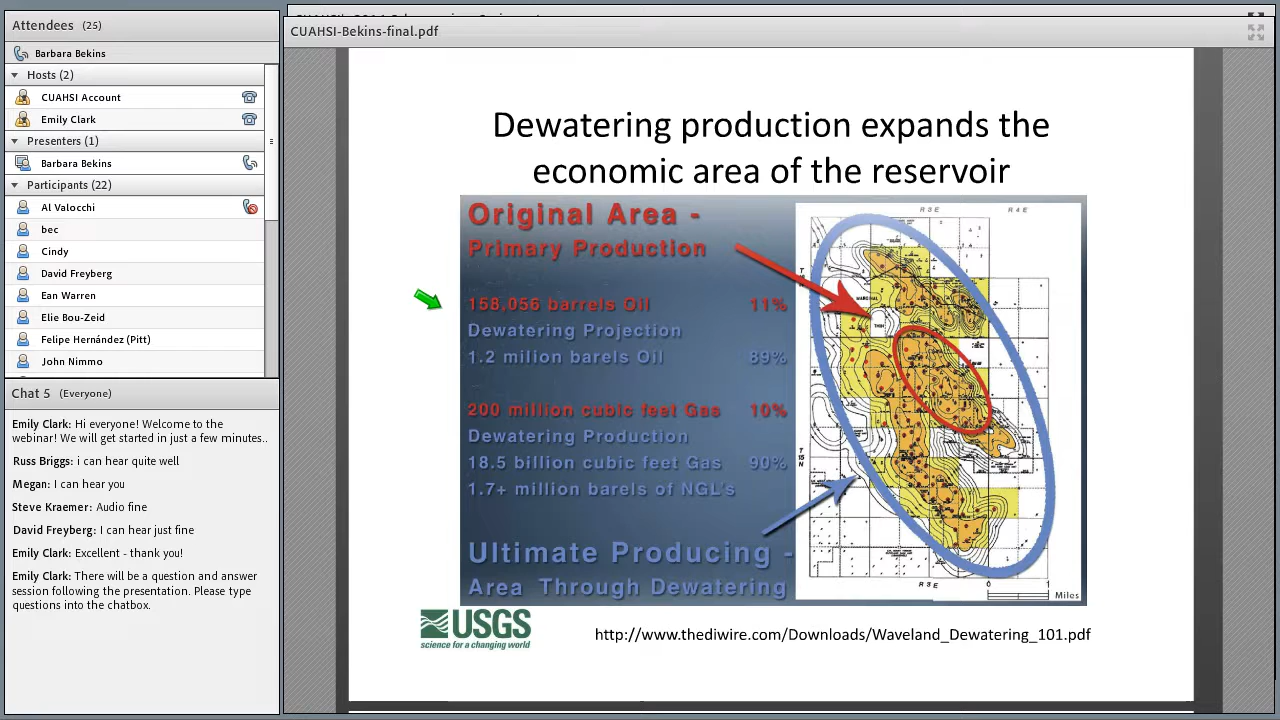 Attendees (25)
Barbara Bekins
Hosts (2)
CUAHSI Account
Emily Clark
Presenters (1)
Barbara Bekins
Participants (22)
Al Valocchi
bec
Cindy
David Freyberg
Ean Warren
Elie Bou-Zeid
Felipe Hernández (Pitt)
John Nimmo
Chat 5 (Everyone)
Emily Clark: Hi everyone! Welcome to the
webinar! We will get started in just a few minutes..
Russ Briggs: i can hear quite well
Megan: I can hear you
Steve Kraemer: Audio fine
David Freyberg: I can hear just fine
Emily Clark: Excellent - thank you!
Emily Clark: There will be a question and answer
session following the presentation. Please type
questions into the chatbox.
CUAHSI-Bekins-final.pdf
Dewatering production expands the
economic area of the reservoir
Original Area -
Primary Production
158,056 barrels Oil 11%
Dewatering Projection
1.2 milion barels Oil 89%
200 million cubic feet Gas 10%
Dewatering Production
18.5 billion cubic feet Gas 90%
1.7+ million barels of NGL's
Ultimate Producing -
Area Through Dewatering
R 3 E R 4 E
MARCHAL
R 3 E
0 1
Miles
USGS
science for a changing world
http://www.thediwire.com/Downloads/Waveland_Dewatering_101.pdf